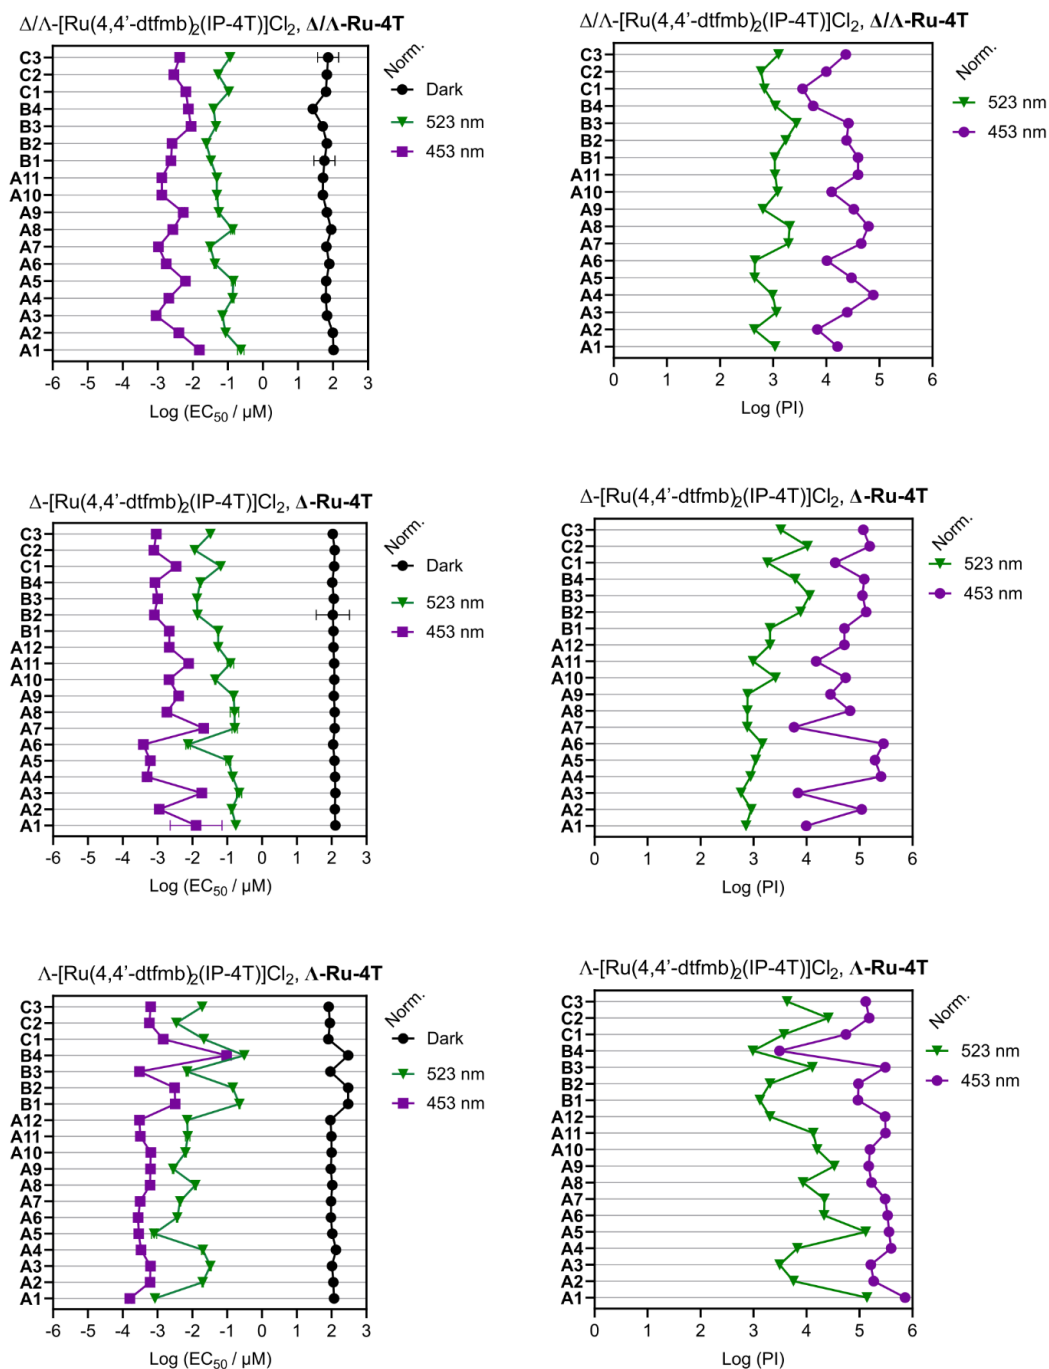 Δ/Λ-[Ru(4,4'-dtfmb)₂(IP-4T)]Cl₂, Δ/Λ-Ru-4T
Norm.
Dark
523 nm
453 nm
C3
C2
C1
B4
B3
B2
B1
A11
A10
A9
A8
A7
A6
A5
A4
A3
A2
A1
-6 -5 -4 -3 -2 -1 0 1 2 3
Log (EC₅₀ / µM)
Δ/Λ-[Ru(4,4'-dtfmb)₂(IP-4T)]Cl₂, Δ/Λ-Ru-4T
Norm.
523 nm
453 nm
C3
C2
C1
B4
B3
B2
B1
A11
A10
A9
A8
A7
A6
A5
A4
A3
A2
A1
0 1 2 3 4 5 6
Log (PI)
Δ-[Ru(4,4'-dtfmb)₂(IP-4T)]Cl₂, Δ-Ru-4T
Norm.
Dark
523 nm
453 nm
C3
C2
C1
B4
B3
B2
B1
A12
A11
A10
A9
A8
A7
A6
A5
A4
A3
A2
A1
-6 -5 -4 -3 -2 -1 0 1 2 3
Log (EC₅₀ / µM)
Δ-[Ru(4,4'-dtfmb)₂(IP-4T)]Cl₂, Δ-Ru-4T
Norm.
523 nm
453 nm
C3
C2
C1
B4
B3
B2
B1
A12
A11
A10
A9
A8
A7
A6
A5
A4
A3
A2
A1
0 1 2 3 4 5 6
Log (PI)
Λ-[Ru(4,4'-dtfmb)₂(IP-4T)]Cl₂, Λ-Ru-4T
Norm.
Dark
523 nm
453 nm
C3
C2
C1
B4
B3
B2
B1
A12
A11
A10
A9
A8
A7
A6
A5
A4
A3
A2
A1
-6 -5 -4 -3 -2 -1 0 1 2 3
Log (EC₅₀ / µM)
Λ-[Ru(4,4'-dtfmb)₂(IP-4T)]Cl₂, Λ-Ru-4T
Norm.
523 nm
453 nm
C3
C2
C1
B4
B3
B2
B1
A12
A11
A10
A9
A8
A7
A6
A5
A4
A3
A2
A1
0 1 2 3 4 5 6
Log (PI)